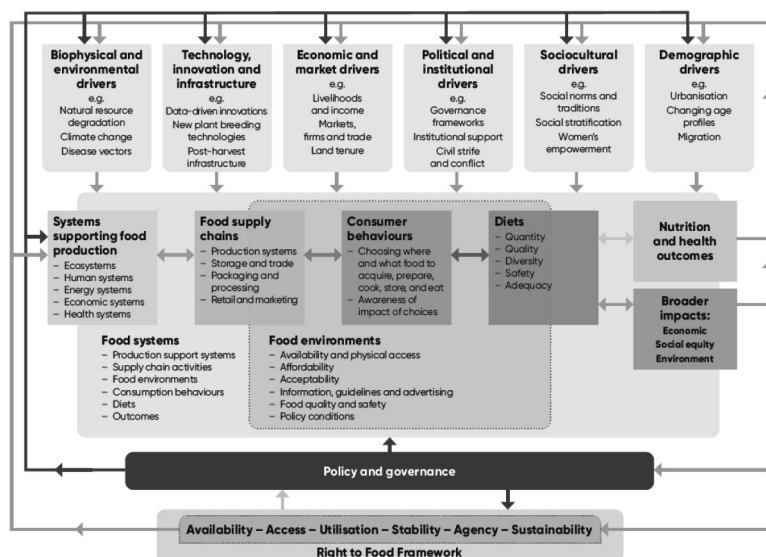 Biophysical and
environmental
drivers
e.g.
Natural resource
degradation
Climate change
Disease vectors
Technology,
innovation and
infrastructure
e.g.
Data-driven innovations
New plant breeding
technologies
Post-harvest
infrastructure
Economic and
market drivers
e.g.
Livelihoods
and income
Markets,
firms and trade
Land tenure
Political and
institutional drivers
e.g.
Governance
frameworks
Institutional support
Civil strife
and conflict
Sociocultural
drivers
e.g.
Social norms and
traditions
Social stratification
Women's
empowerment
Demographic
drivers
e.g.
Urbanisation
Changing age
profiles
Migration
Systems
supporting food
production
– Ecosystems
– Human systems
– Energy systems
– Economic systems
– Health systems
Food supply
chains
– Production systems
– Storage and trade
– Packaging and
processing
– Retail and marketing
Consumer
behaviours
– Choosing where
and what food to
acquire, prepare,
cook, store, and eat
– Awareness of
impact of choices
Diets
– Quantity
– Quality
– Diversity
– Safety
– Adequacy
Nutrition
and health
outcomes
Broader
impacts:
Economic
Social equity
Environment
Food systems
– Production support systems
– Supply chain activities
– Food environments
– Consumption behaviours
– Diets
– Outcomes
Food environments
– Availability and physical access
– Affordability
– Acceptability
– Information, guidelines and advertising
– Food quality and safety
– Policy conditions
Policy and governance
Availability – Access – Utilisation – Stability – Agency – Sustainability
Right to Food Framework